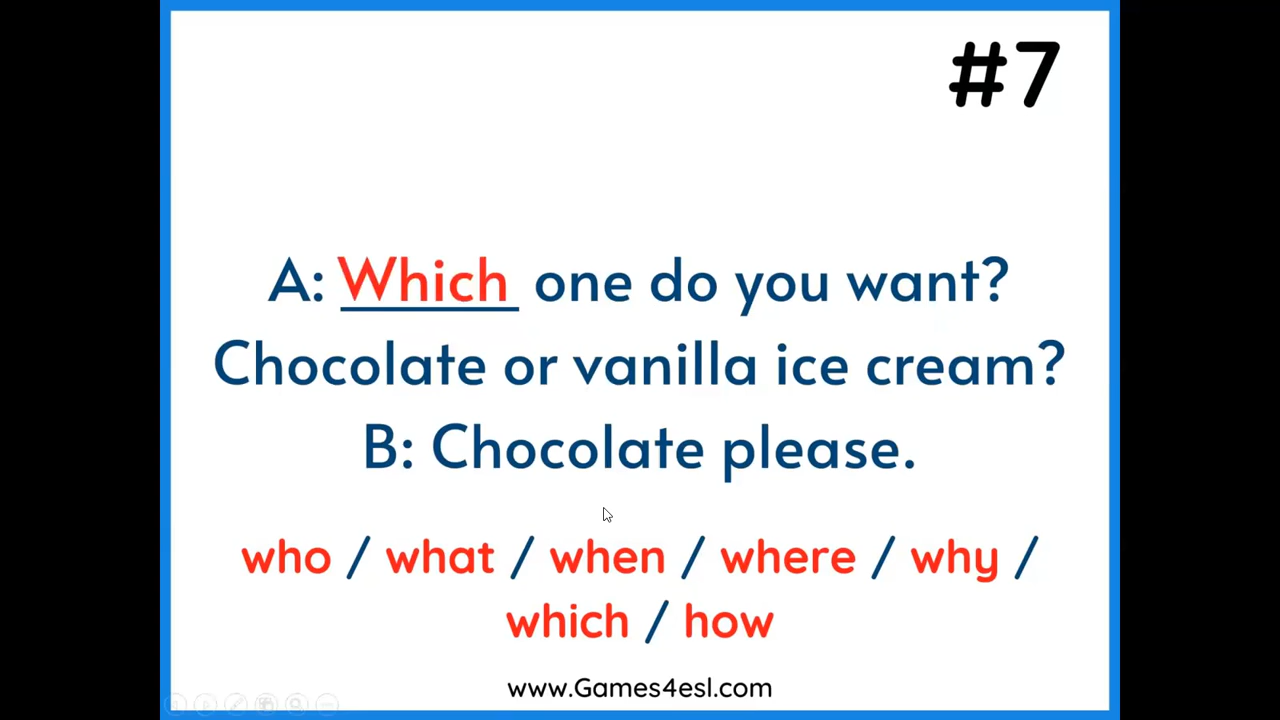 #7
A: Which one do you want?
Chocolate or vanilla ice cream?
B: Chocolate please.
who / what / when / where / why /
which / how
www.Games4esl.com